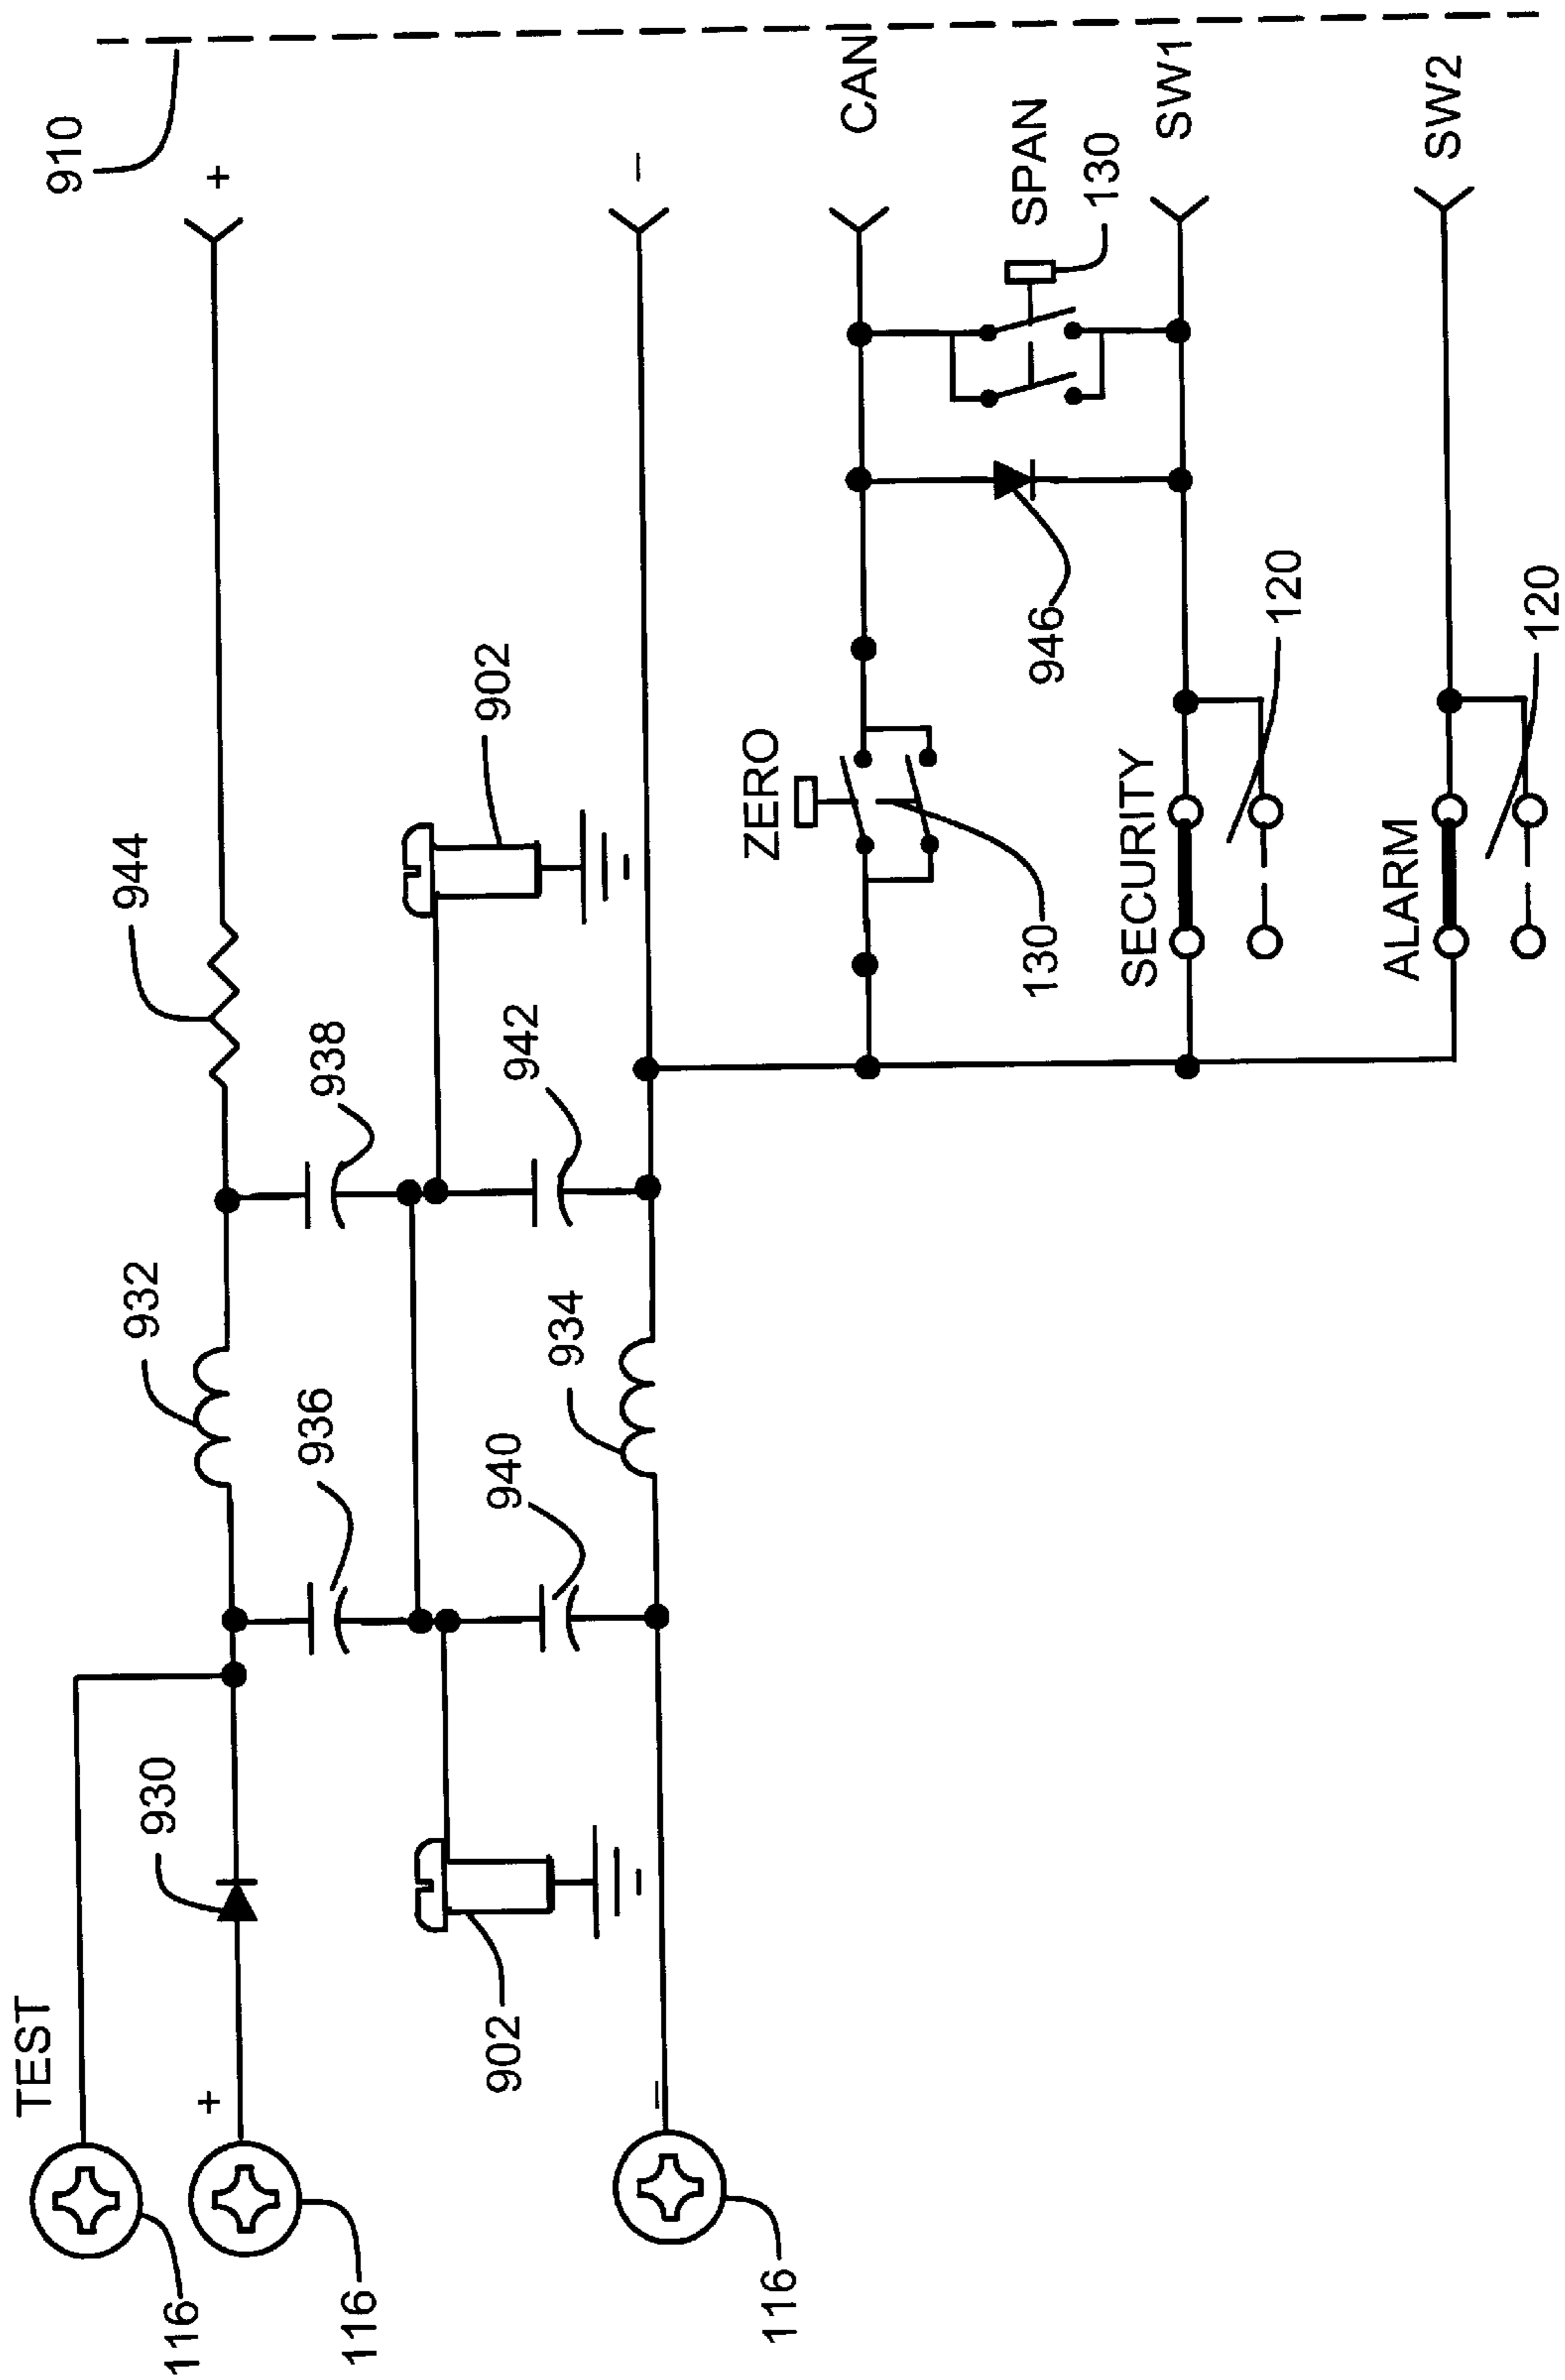 TEST
910
930
932
944
116
+
+
936
938
116
902
940
942
902
934
–
–
116
ZERO
CAN
130
946
SPAN
130
SECURITY
SW1
120
ALARM
SW2
120